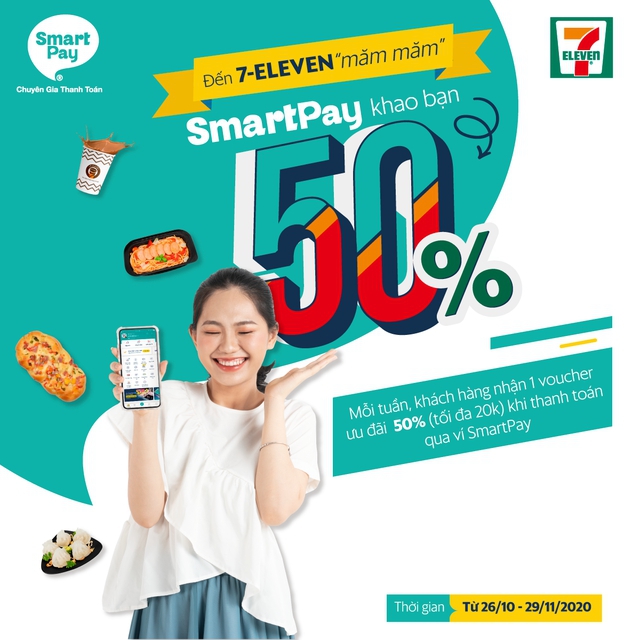 Smart
Pay
®
Chuyên Gia Thanh Toán
7
ELEVEN
®
Đến 7-ELEVEN "măm măm"
SmartPay khao bạn
50%
Mỗi tuần, khách hàng nhận 1 voucher
ưu đãi 50% (tối đa 20k) khi thanh toán
qua ví SmartPay
Thời gian Từ 26/10 - 29/11/2020